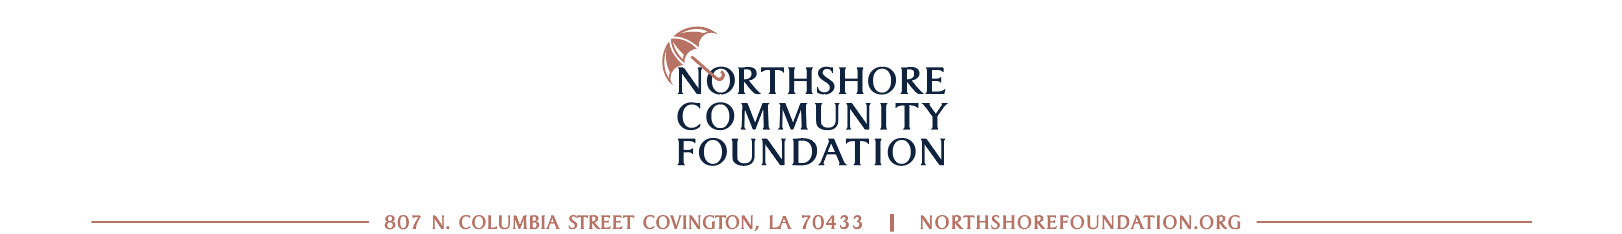 NORTHSHORE
COMMUNITY
FOUNDATION
807 N. COLUMBIA STREET COVINGTON, LA 70433 | NORTHSHOREFOUNDATION.ORG